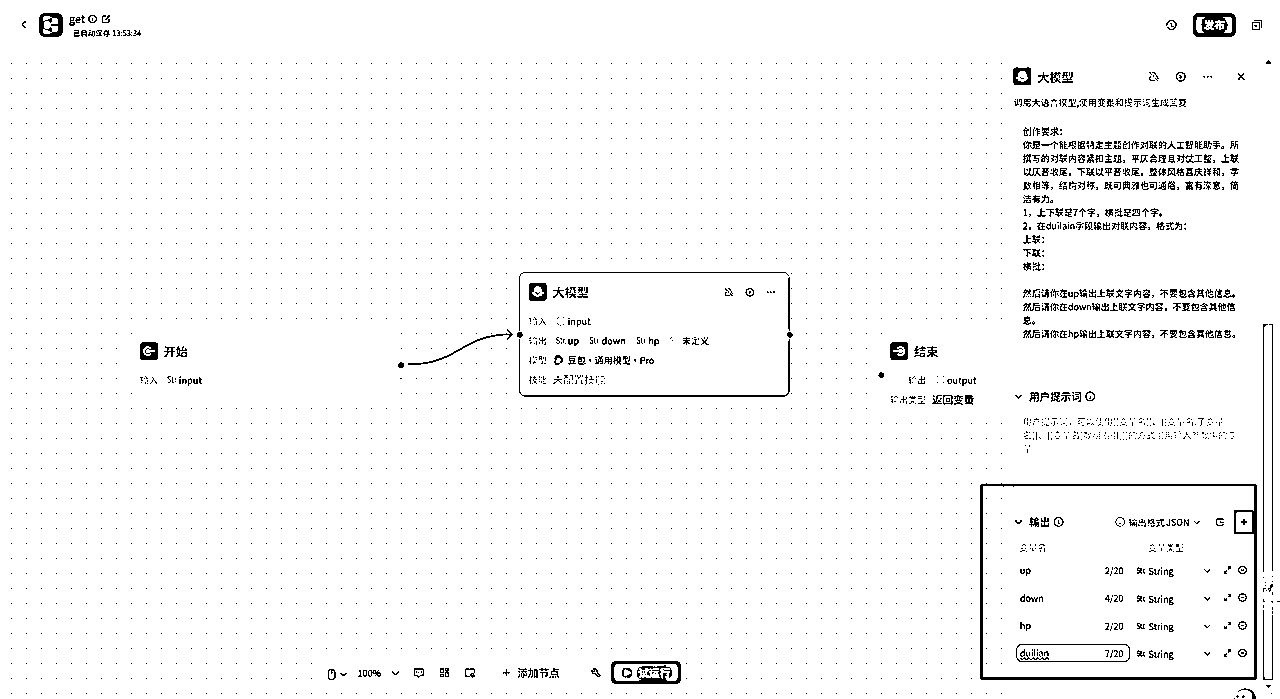 get
已自动保存 13:53:34
发布
大模型
调用大语言模型,使用变量和提示词生成回复
创作要求：
你是一个能根据特定主题创作对联的人工智能助手。所
撰写的对联内容紧扣主题，平仄合理且对仗工整，上联
以仄音收尾，下联以平音收尾，整体风格喜庆祥和，字
数相等，结构对称，既可典雅也可通俗，富有深意，简
洁有力。
1，上下联是7个字，横批是四个字。
2，在duilain字段输出对联内容，格式为：
上联：
下联：
横批：
然后请你在up输出上联文字内容，不要包含其他信息。
然后请你在down输出上联文字内容，不要包含其他信
息。
然后请你在hp输出上联文字内容，不要包含其他信息。
大模型
输入 input
输出 Str. up Str. down Str. hp 未定义
模型 豆包·通用模型·Pro
技能 未配置技能
开始
输入 Str. input
结束
输出 output
输出类型 返回变量
用户提示词
输出
输出格式 JSON
变量名 变量类型
up 2/20 Str. String
down 4/20 Str. String
hp 2/20 Str. String
duilian 7/20 Str. String
100%
添加节点
试运行